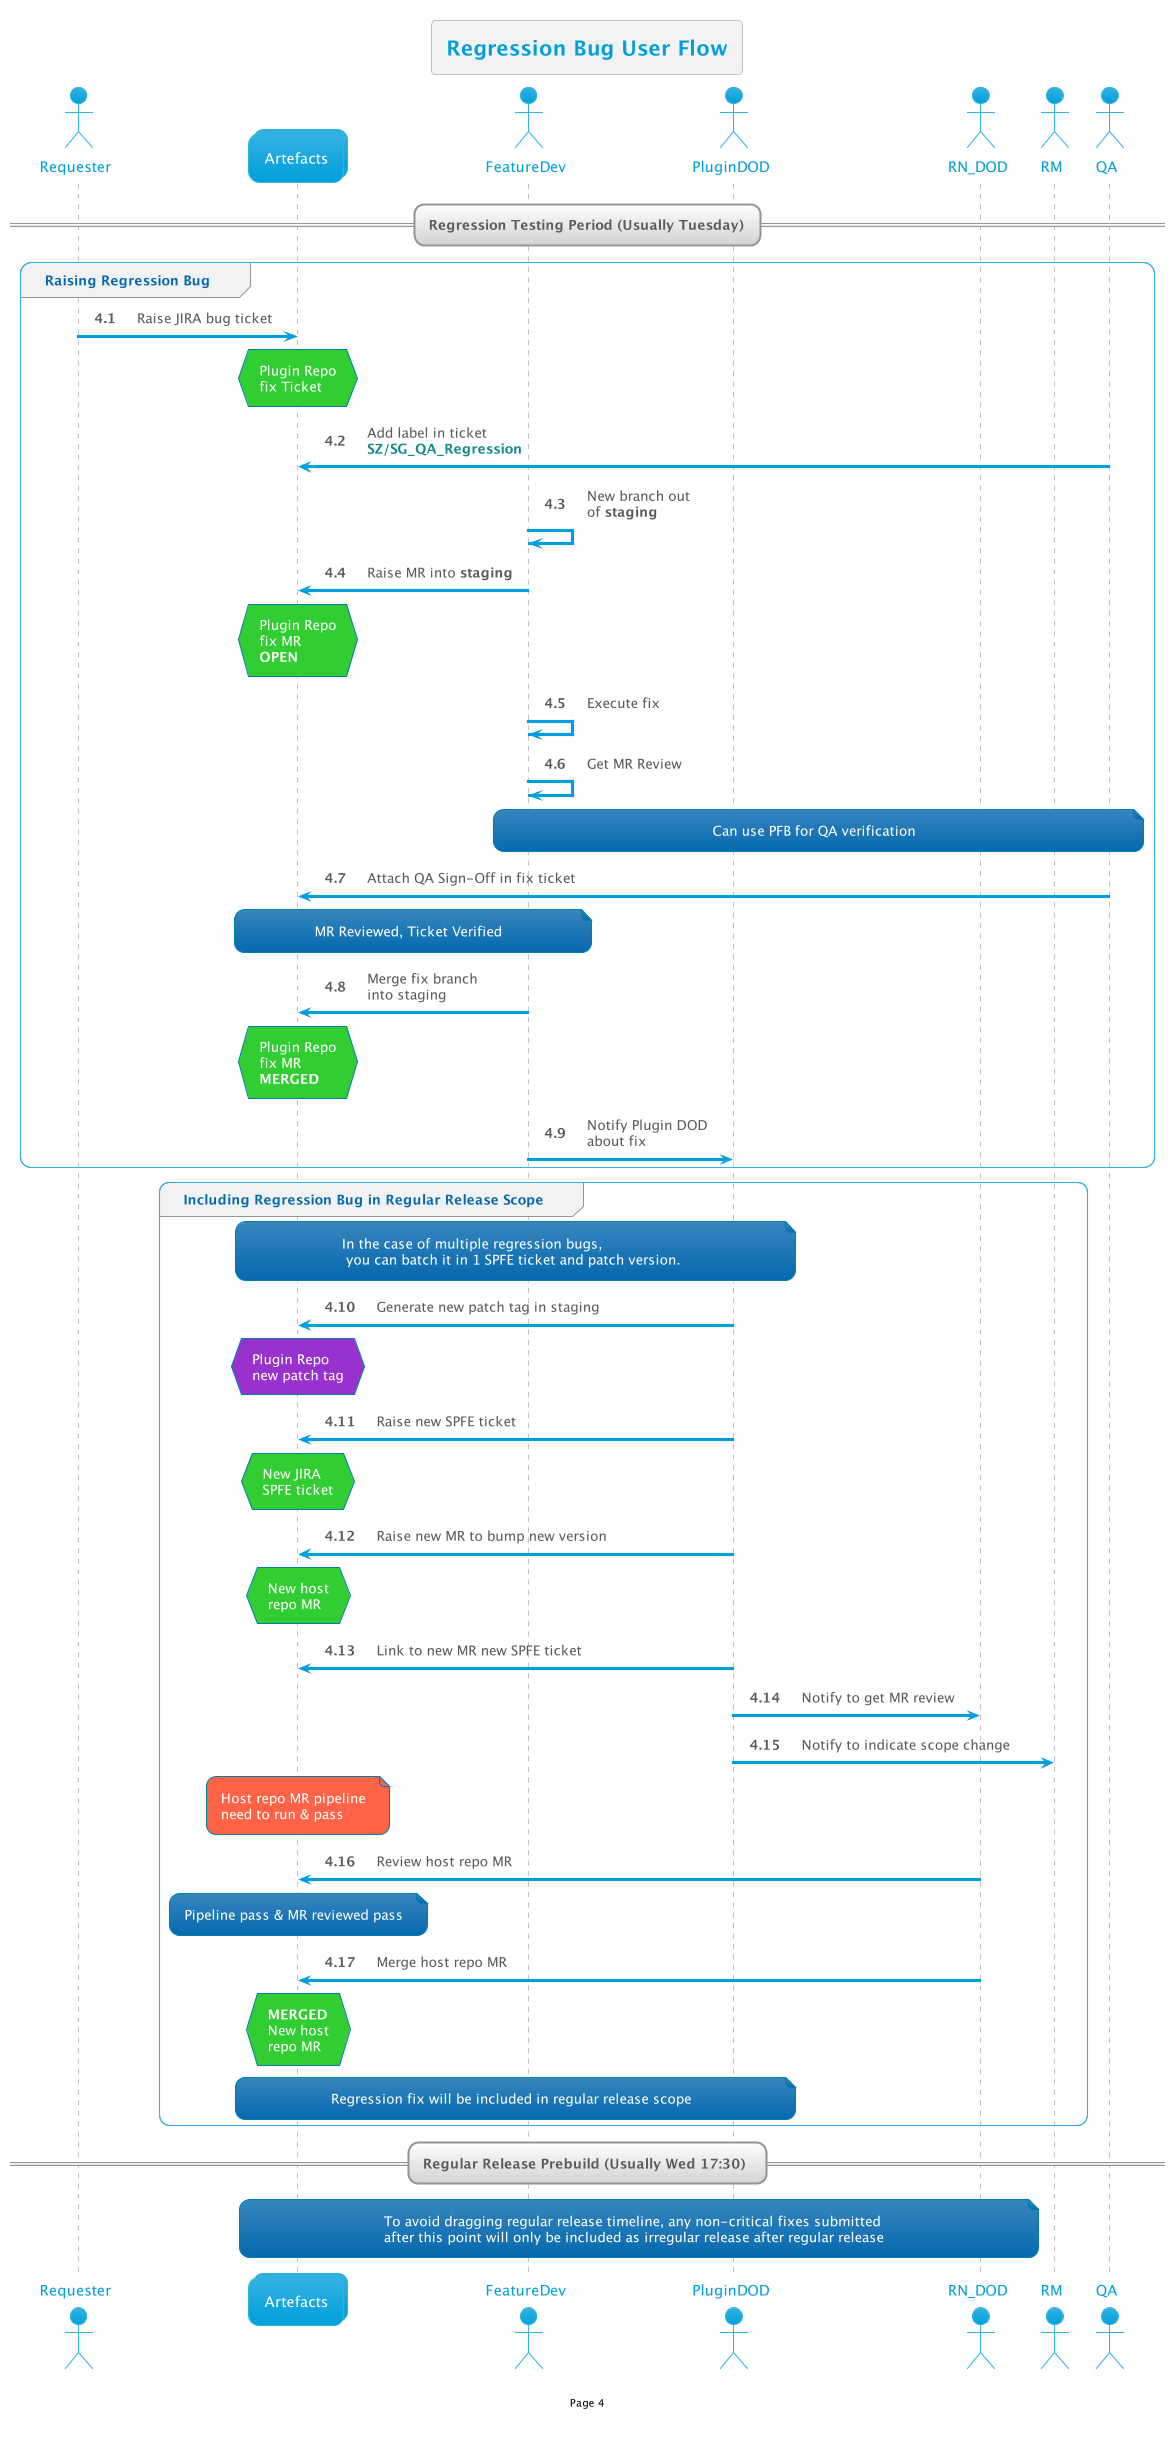 Regression Bug User Flow
Requester
Artefacts
FeatureDev
PluginDOD
RN_DOD
RM
QA
Regression Testing Period (Usually Tuesday)
Raising Regression Bug
4.1 Raise JIRA bug ticket
Plugin Repo
fix Ticket
4.2 Add label in ticket
SZ/SG_QA_Regression
4.3 New branch out
of staging
4.4 Raise MR into staging
Plugin Repo
fix MR
OPEN
4.5 Execute fix
4.6 Get MR Review
Can use PFB for QA verification
4.7 Attach QA Sign-Off in fix ticket
MR Reviewed, Ticket Verified
4.8 Merge fix branch
into staging
Plugin Repo
fix MR
MERGED
4.9 Notify Plugin DOD
about fix
Including Regression Bug in Regular Release Scope
In the case of multiple regression bugs,
you can batch it in 1 SPFE ticket and patch version.
4.10 Generate new patch tag in staging
Plugin Repo
new patch tag
4.11 Raise new SPFE ticket
New JIRA
SPFE ticket
4.12 Raise new MR to bump new version
New host
repo MR
4.13 Link to new MR new SPFE ticket
4.14 Notify to get MR review
4.15 Notify to indicate scope change
Host repo MR pipeline
need to run & pass
4.16 Review host repo MR
Pipeline pass & MR reviewed pass
4.17 Merge host repo MR
MERGED
New host
repo MR
Regression fix will be included in regular release scope
Regular Release Prebuild (Usually Wed 17:30)
To avoid dragging regular release timeline, any non-critical fixes submitted
after this point will only be included as irregular release after regular release
Requester
Artefacts
FeatureDev
PluginDOD
RN_DOD
RM
QA
Page 4